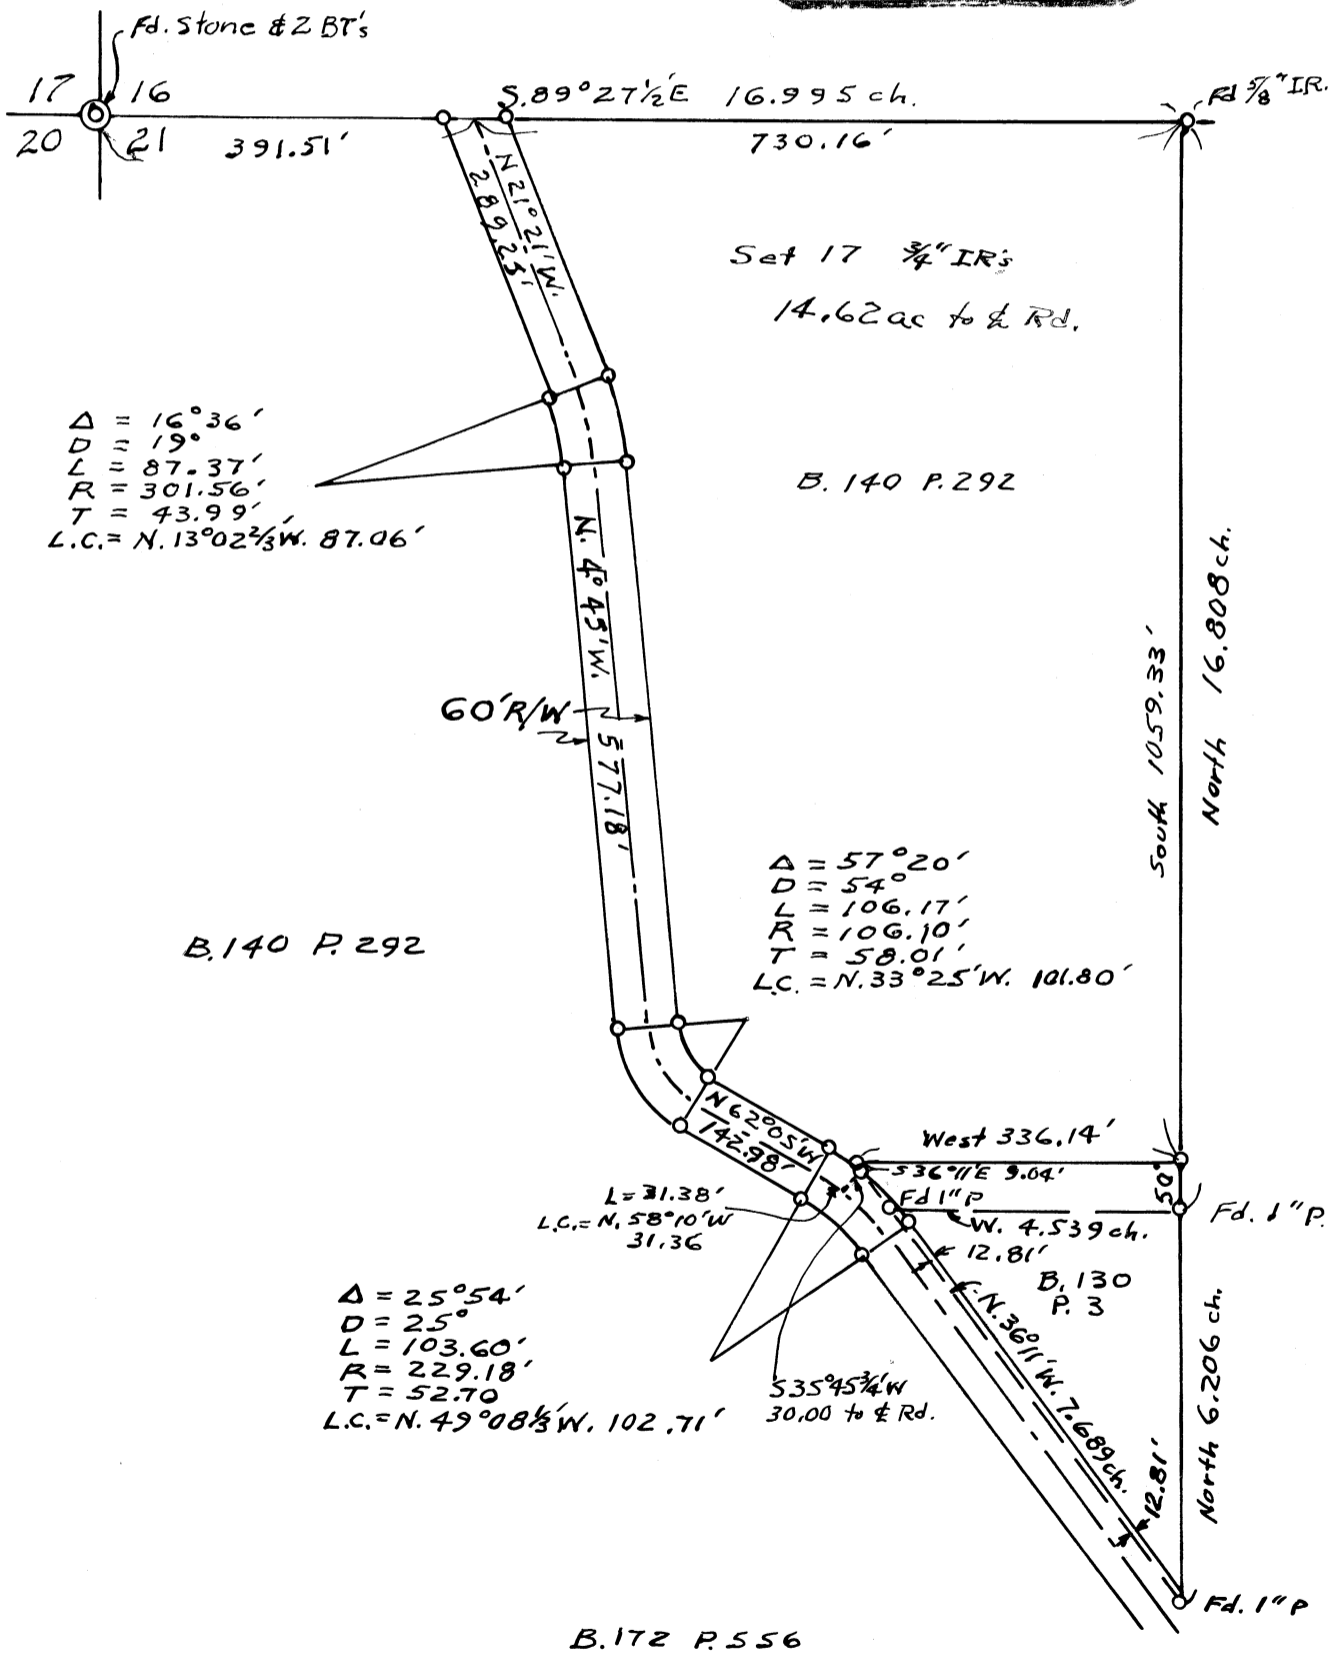 Fd. Stone & 2 BT's
17 16
20 21
S.89°27½'E 16.995 ch.
Fd 5/8" IR.
391.51'
730.16'
N 21°21'W.
289.25'
Set 17 ¾" IR's
14.62 ac to ℄ Rd.
Δ = 16°36'
D = 19°
L = 87.37'
R = 301.56'
T = 43.99'
L.C. = N. 13°02⅔'W. 87.06'
B. 140 P. 292
N. 4°45'W. 577.18'
60' R/W
South 1059.33'
North 16.808 ch.
B. 140 P. 292
Δ = 57°20'
D = 54°
L = 106.17'
R = 106.10'
T = 58.01'
L.C. = N. 33°25'W. 101.80'
N 62°05'W
142.98'
West 336.14'
S 36°11'E 9.04'
50'
Fd 1" P
W. 4.539 ch.
Fd. 1" P.
L = 31.38'
L.C. = N. 58°10'W
31.36
12.81'
B. 130
P. 3
N. 36°11'W. 7.689 ch.
Δ = 25°54'
D = 25°
L = 103.60'
R = 229.18'
T = 52.70
L.C. = N. 49°08⅓'W. 102.71'
S 35°45¾'W
30.00 to ℄ Rd.
12.81'
North 6.206 ch.
Fd. 1" P
B. 172 P. 556